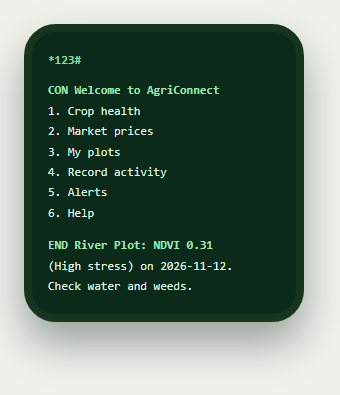 *123#
CON Welcome to AgriConnect
1. Crop health
2. Market prices
3. My plots
4. Record activity
5. Alerts
6. Help
END River Plot: NDVI 0.31
(High stress) on 2026-11-12.
Check water and weeds.